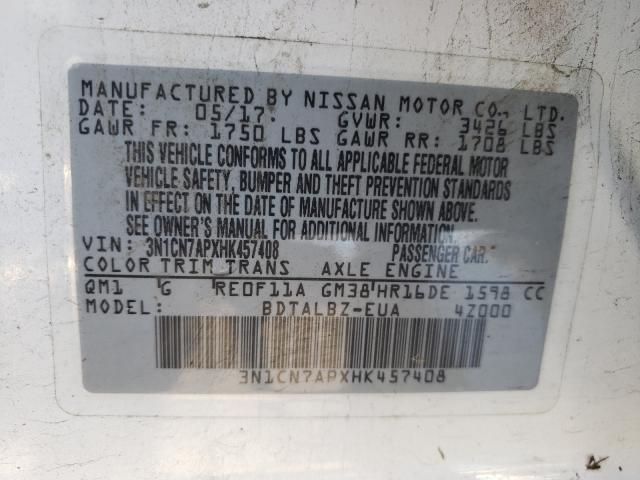 MANUFACTURED BY NISSAN MOTOR CO., LTD.
DATE: 05/17 GVWR: 3426 LBS
GAWR FR: 1750 LBS GAWR RR: 1708 LBS
THIS VEHICLE CONFORMS TO ALL APPLICABLE FEDERAL MOTOR
VEHICLE SAFETY, BUMPER AND THEFT PREVENTION STANDARDS
IN EFFECT ON THE DATE OF MANUFACTURE SHOWN ABOVE.
SEE OWNER'S MANUAL FOR ADDITIONAL INFORMATION.
VIN: 3N1CN7APXHK457408 PASSENGER CAR.
COLOR TRIM TRANS AXLE ENGINE
QM1 G RE0F11A GM38 HR16DE 1598 CC
MODEL: BDTALBZ-EUA 4Z000
3N1CN7APXHK457408